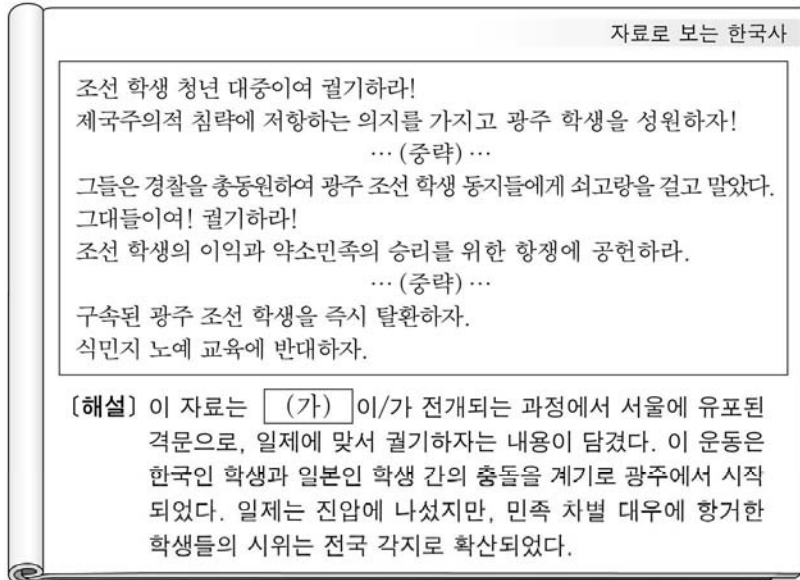 자료로 보는 한국사
조선 학생 청년 대중이여 궐기하라!
제국주의적 침략에 저항하는 의지를 가지고 광주 학생을 성원하자!
… (중략) …
그들은 경찰을 총동원하여 광주 조선 학생 동지들에게 쇠고랑을 걸고 말았다.
그대들이여! 궐기하라!
조선 학생의 이익과 약소민족의 승리를 위한 항쟁에 공헌하라.
… (중략) …
구속된 광주 조선 학생을 즉시 탈환하자.
식민지 노예 교육에 반대하자.
〔해설〕 이 자료는 (가) 이/가 전개되는 과정에서 서울에 유포된
격문으로, 일제에 맞서 궐기하자는 내용이 담겼다. 이 운동은
한국인 학생과 일본인 학생 간의 충돌을 계기로 광주에서 시작
되었다. 일제는 진압에 나섰지만, 민족 차별 대우에 항거한
학생들의 시위는 전국 각지로 확산되었다.